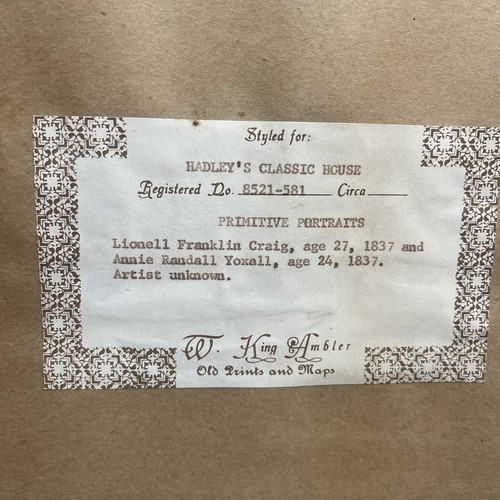 Styled for:
HADLEY'S CLASSIC HOUSE
Registered No. 8521-581 Circa
PRIMITIVE PORTRAITS
Lionell Franklin Craig, age 27, 1837 and
Annie Randall Yoxall, age 24, 1837.
Artist unknown.
W. King Ambler
Old Prints and Maps